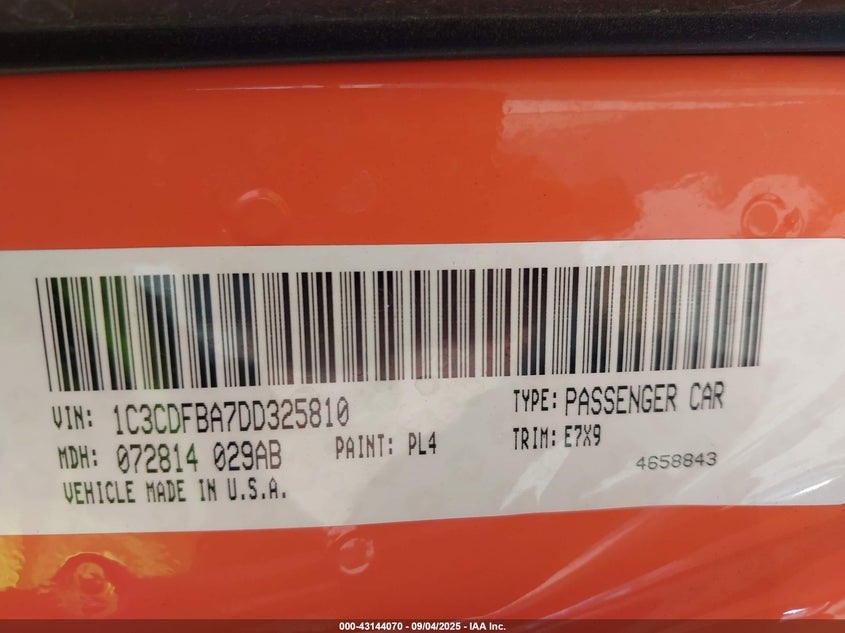 VIN: 1C3CDFBA7DD325810 TYPE: PASSENGER CAR
MDH: 072814 029AB PAINT: PL4 TRIM: E7X9
VEHICLE MADE IN U.S.A. 4658843
000-43144070 - 09/04/2025 - IAA Inc.